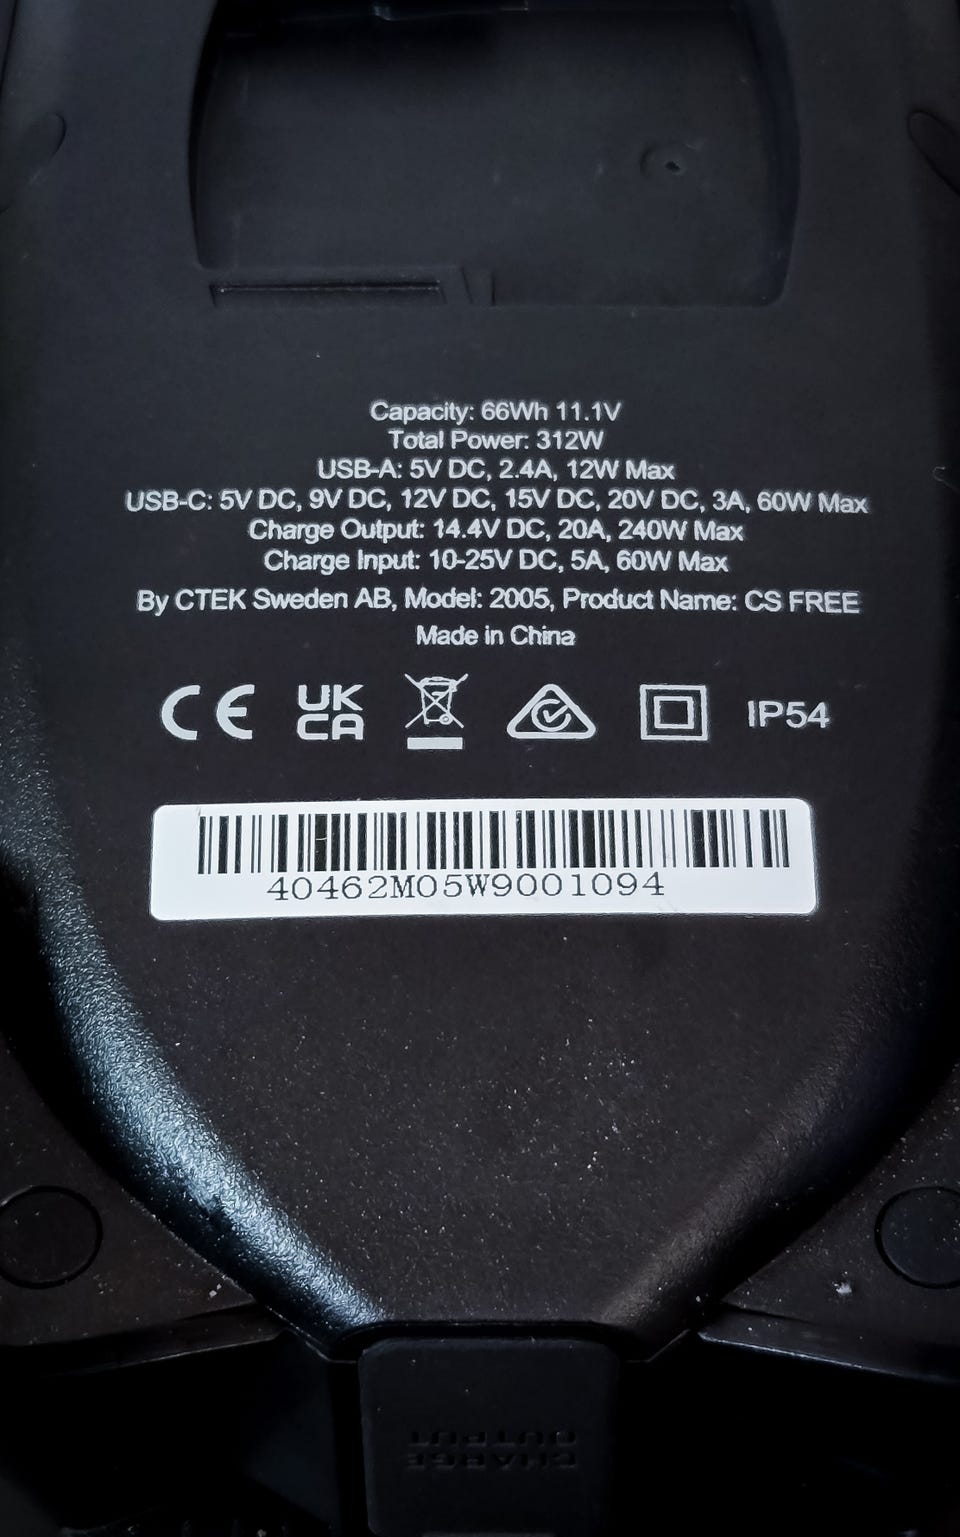 Capacity: 66Wh 11.1V
Total Power: 312W
USB-A: 5V DC, 2.4A, 12W Max
USB-C: 5V DC, 9V DC, 12V DC, 15V DC, 20V DC, 3A, 60W Max
Charge Output: 14.4V DC, 20A, 240W Max
Charge Input: 10-25V DC, 5A, 60W Max
By CTEK Sweden AB, Model: 2005, Product Name: CS FREE
Made in China
CE UK CA IP54
40462M05W9001094
CHARGE
OUTPUT